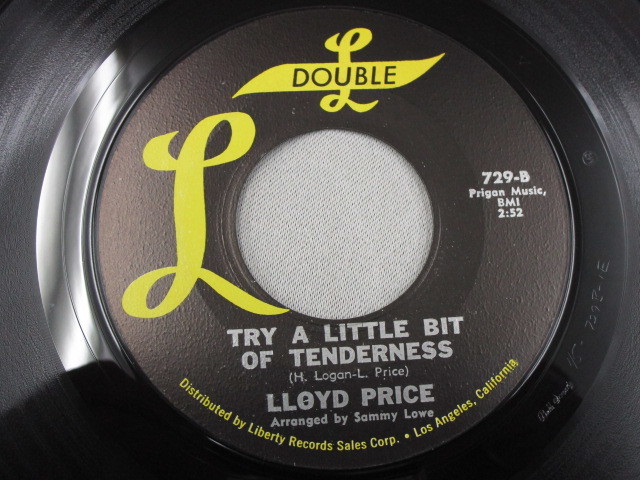 DOUBLE L
L
729-B
Prigan Music,
BMI
2:52
TRY A LITTLE BIT
OF TENDERNESS
(H. Logan-L. Price)
LLOYD PRICE
Arranged by Sammy Lowe
Distributed by Liberty Records Sales Corp. • Los Angeles, California